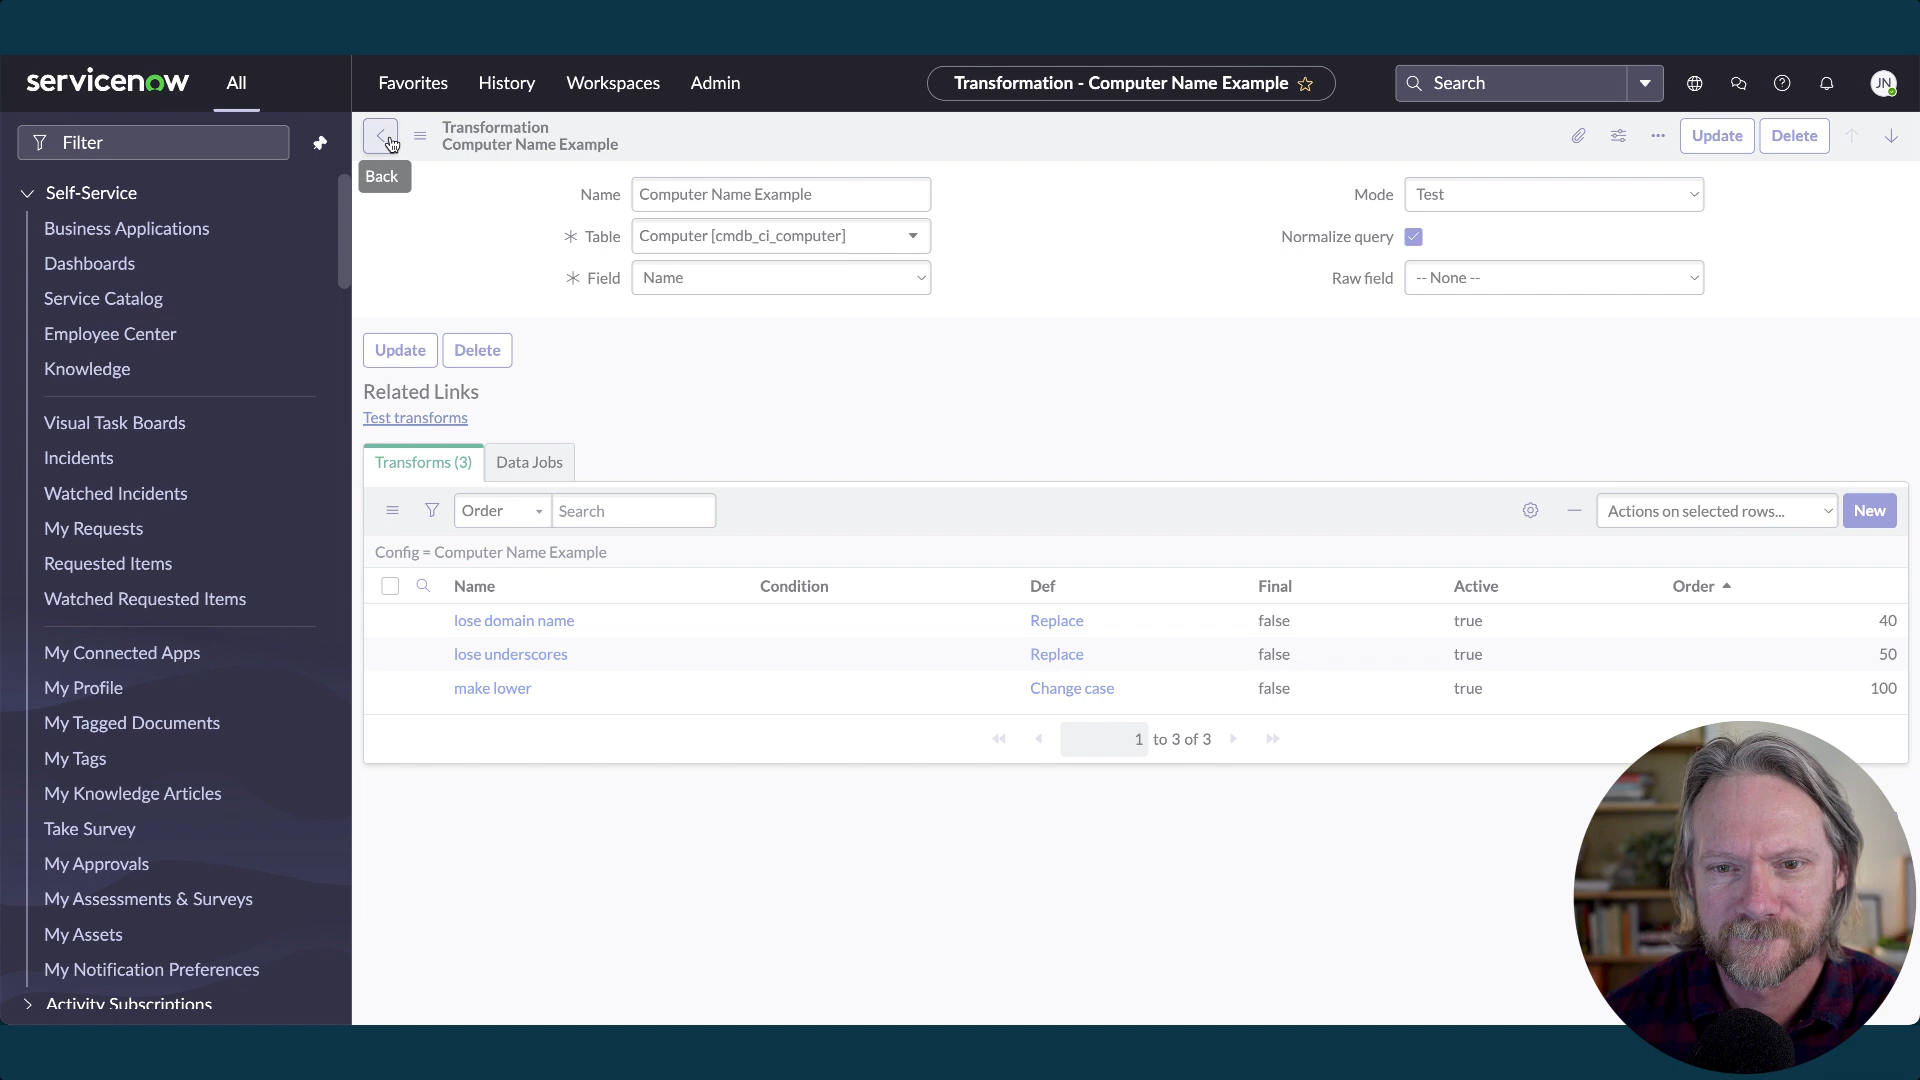 servicenow
All
Favorites
History
Workspaces
Admin
Transformation - Computer Name Example
Search
JN
Filter
Self-Service
Business Applications
Dashboards
Service Catalog
Employee Center
Knowledge
Visual Task Boards
Incidents
Watched Incidents
My Requests
Requested Items
Watched Requested Items
My Connected Apps
My Profile
My Tagged Documents
My Tags
My Knowledge Articles
Take Survey
My Approvals
My Assessments & Surveys
My Assets
My Notification Preferences
Activity Subscriptions
Transformation
Computer Name Example
Back
Update
Delete
Name
Computer Name Example
Mode
Test
Table
Computer [cmdb_ci_computer]
Normalize query
Field
Name
Raw field
-- None --
Update
Delete
Related Links
Test transforms
Transforms (3)
Data Jobs
Order
Search
Actions on selected rows...
New
Config = Computer Name Example
Name Condition Def Final Active Order
lose domain name Replace false true 40
lose underscores Replace false true 50
make lower Change case false true 100
1 to 3 of 3